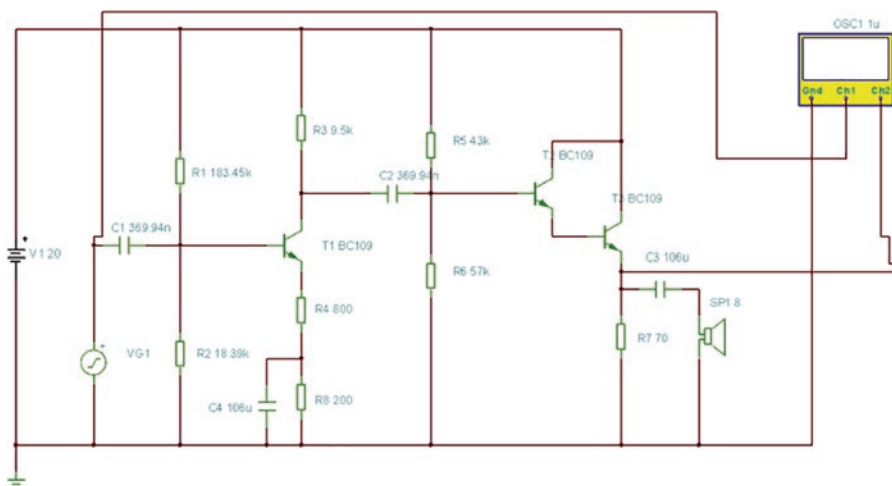 OSC1 1u
Gnd Ch1 Ch2
R3 9.5k
R5 43k
T2 BC109
R1 183.45k
C2 369.94n
T3 BC109
C1 369.94n
V1 20
T1 BC109
C3 106u
R6 57k
R4 800
SP1 8
VG1
R2 18.39k
R7 70
C4 106u
R8 200